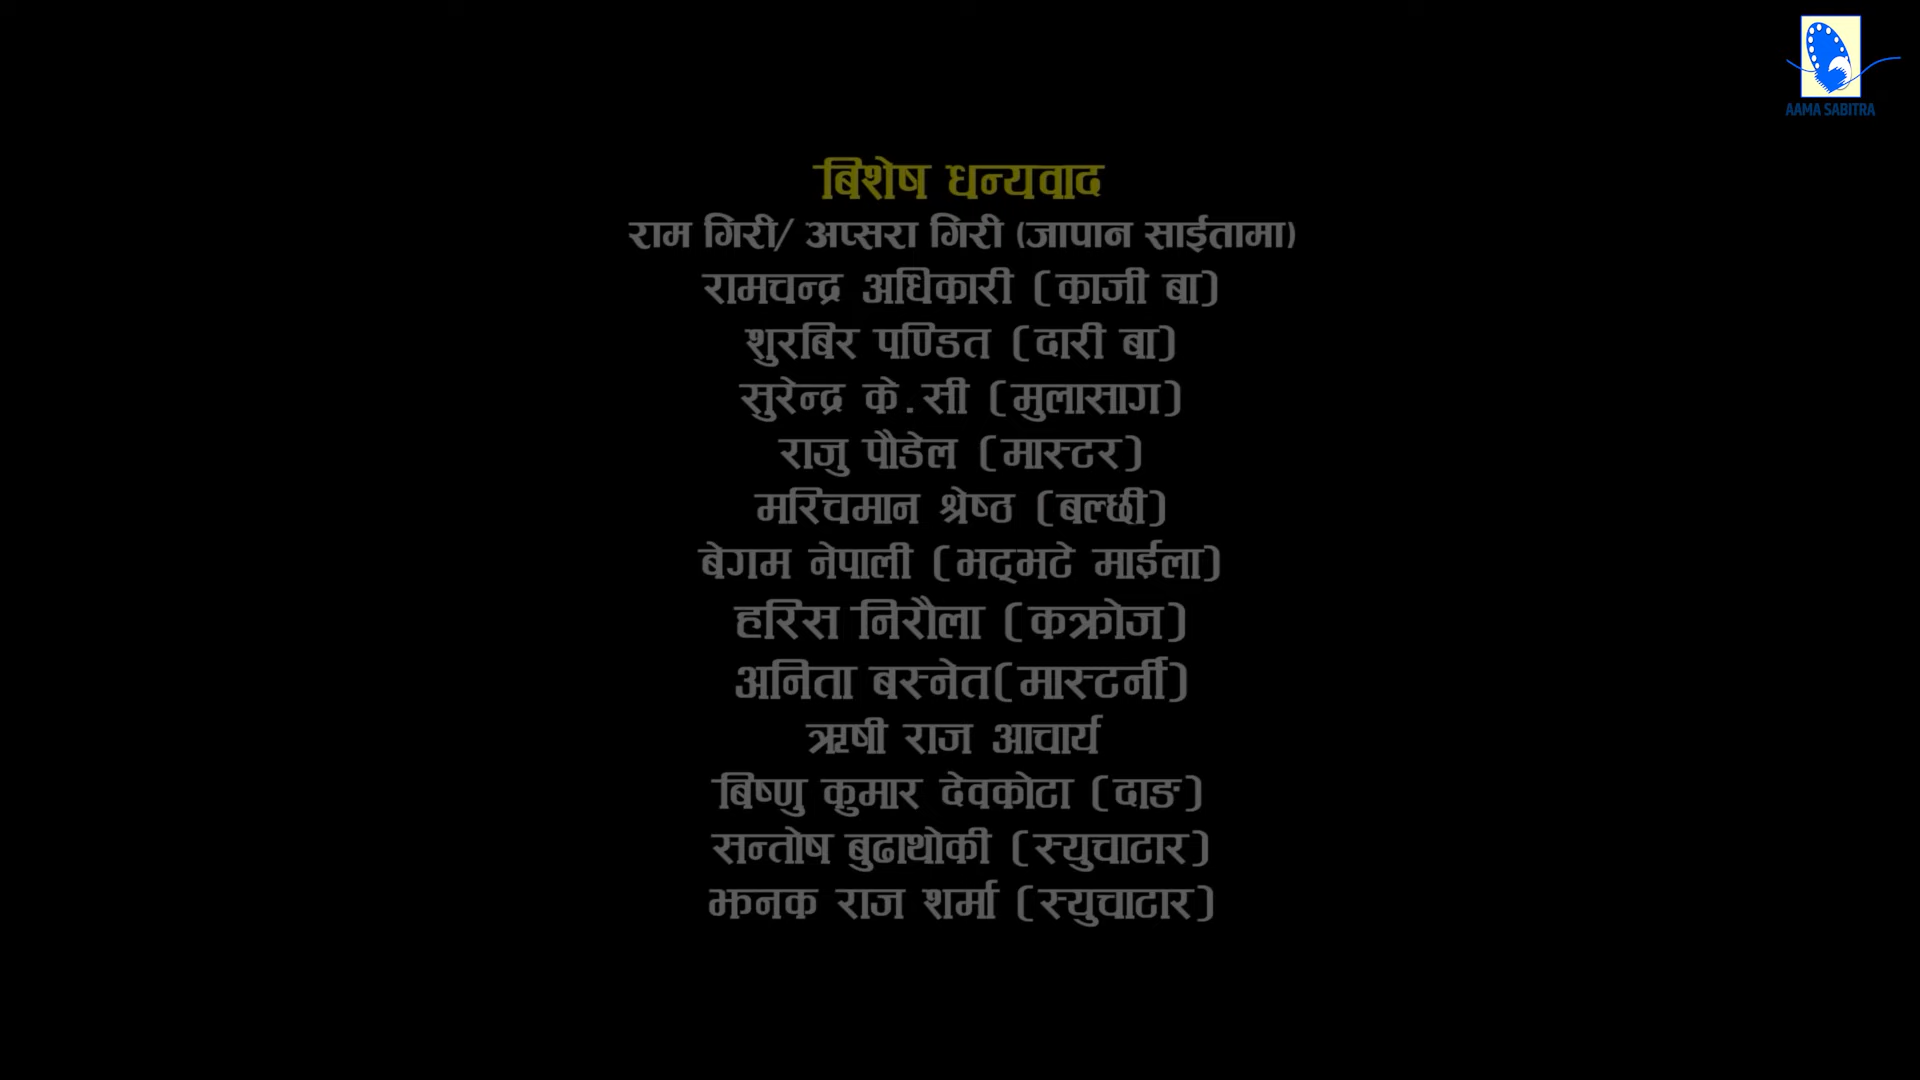 AAMA SABITRA
बिशेष धन्यवाद
राम गिरी/ अप्सरा गिरी (जापान साईतामा)
रामचन्द्र अधिकारी (काजी बा)
शुरबिर पण्डित (दारी बा)
सुरेन्द्र के.सी (मुलासाग)
राजु पौडेल (मास्टर)
मरिचमान श्रेष्ठ (बल्छी)
बेगम नेपाली (भद्भटे माईला)
हरिस निरौला (कक्रोज)
अनिता बस्नेत(मास्टर्नी)
ऋषी राज आचार्य
बिष्णु कुमार देवकोटा (दाङ)
सन्तोष बुढाथोकी (स्युचाटार)
झनक राज शर्मा (स्युचाटार)